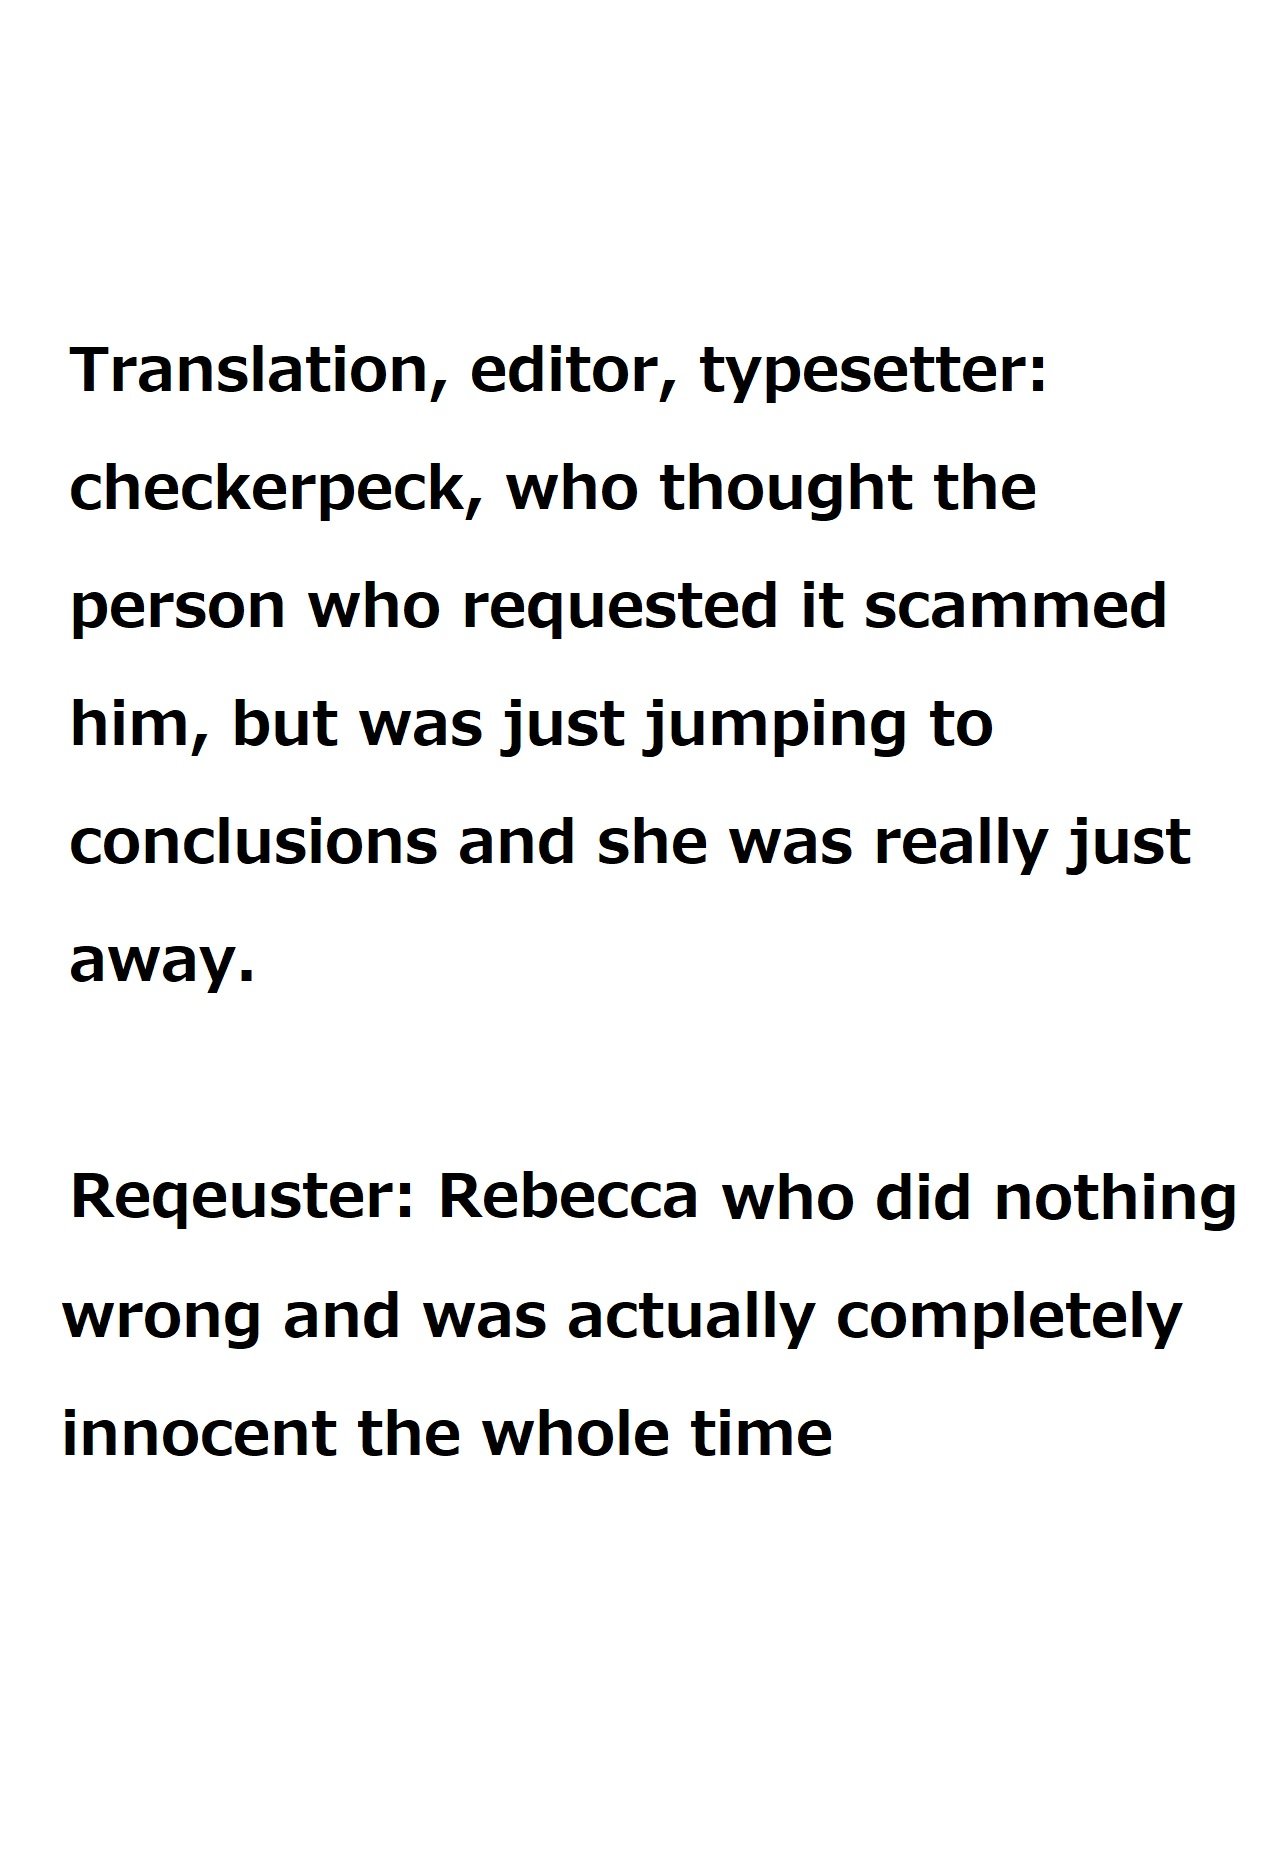 Translation, editor, typesetter:
checkerpeck, who thought the
person who requested it scammed
him, but was just jumping to
conclusions and she was really just
away.
Reqeuster: Rebecca who did nothing
wrong and was actually completely
innocent the whole time